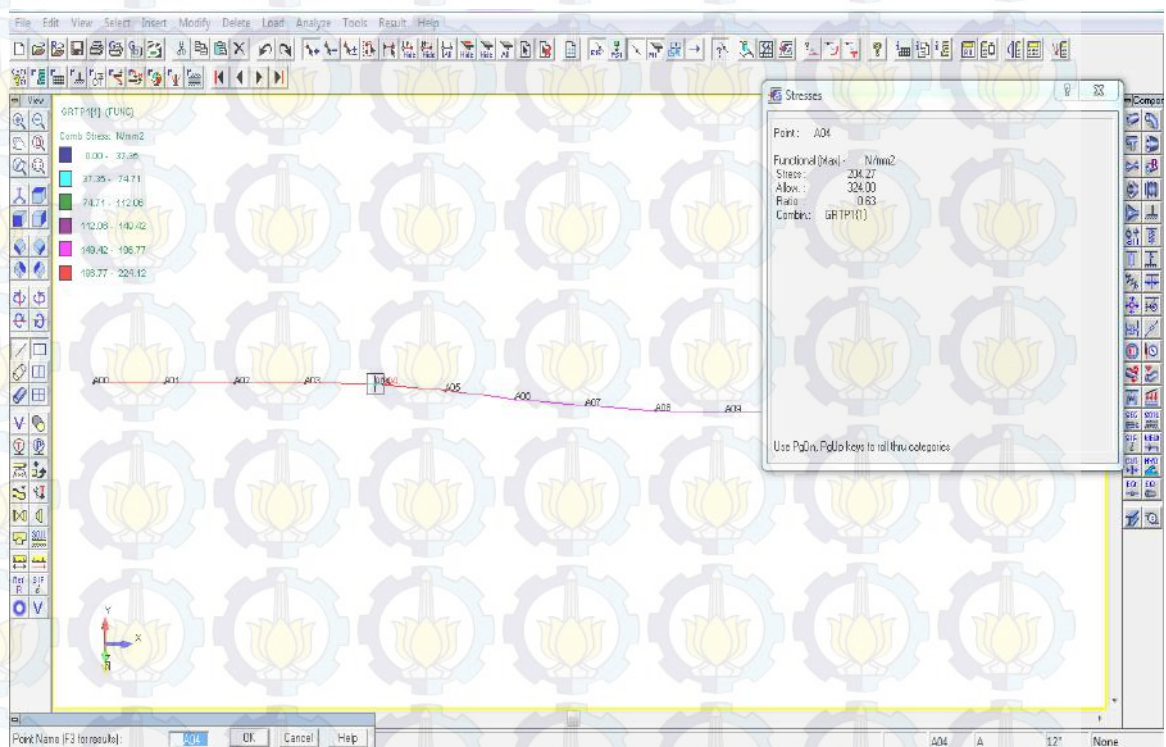 File Edit View Select Insert Modify Delete Load Analyze Tools Result Help
View
GRTP1[1] (FUNC)
Comb Stress: N/mm2
0.00 - 37.35
37.35 - 74.71
74.71 - 112.06
149.42 - 186.77
186.77 - 224.12
Stresses
Point: A04
Functional (Max) - N/mm2
Stress: 204.27
Allow.: 324.00
Ratio: 0.63
Combin.: GRTP1(1)
Use PgDn, PgUp keys to roll thru categories
A00 A01 A02 A03 A05 A06 A07 A08 A09
Y
X
Point Name (F3 for results): A04 OK Cancel Help
A04 A 12" None